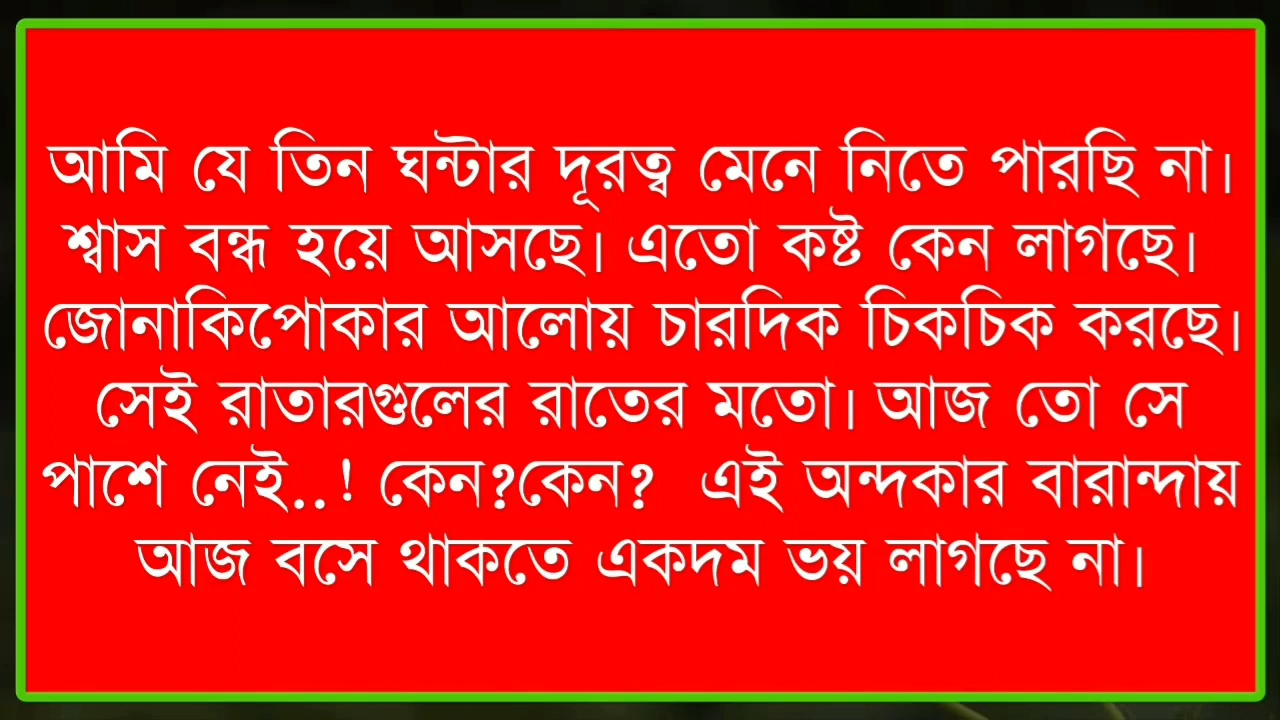 আমি যে তিন ঘন্টার দূরত্ব মেনে নিতে পারছি না।
শ্বাস বন্ধ হয়ে আসছে। এতো কষ্ট কেন লাগছে।
জোনাকিপোকার আলোয় চারদিক চিকচিক করছে।
সেই রাতারগুলের রাতের মতো। আজ তো সে
পাশে নেই..! কেন?কেন? এই অন্দকার বারান্দায়
আজ বসে থাকতে একদম ভয় লাগছে না।